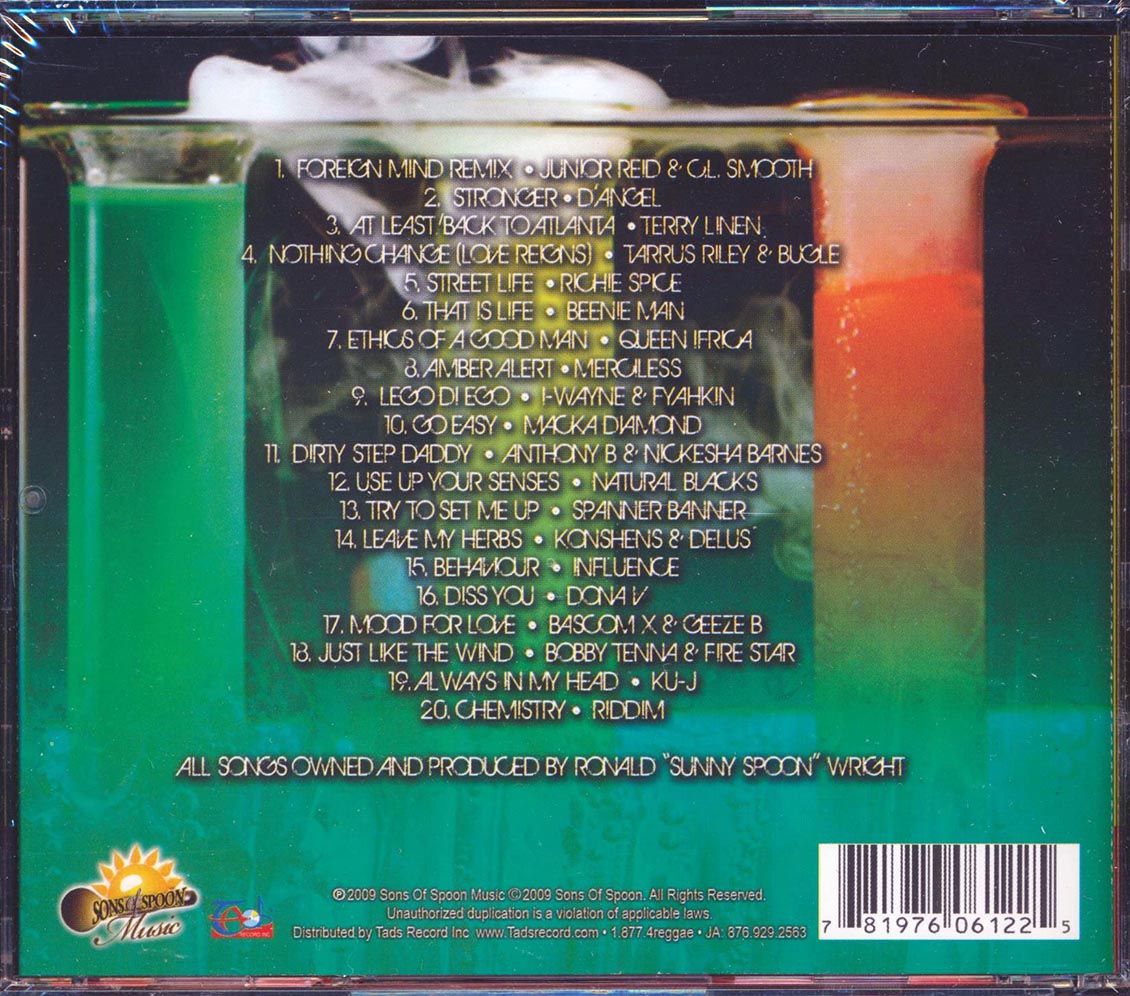 1. FOREIGN MIND REMIX • JUNIOR REID & C.L. SMOOTH
2. STRONGER • D'ANGEL
3. AT LEAST/BACK TO ATLANTA • TERRY LINEN
4. NOTHING CHANGE (LOVE REIGNS) • TARRUS RILEY & BUGLE
5. STREET LIFE • RICHIE SPICE
6. THAT IS LIFE • BEENIE MAN
7. ETHICS OF A GOOD MAN • QUEEN IFRICA
8. AMBER ALERT • MERCILESS
9. LEGO DI EGO • I-WAYNE & FYAHKIN
10. GO EASY • MACKA DIAMOND
11. DIRTY STEP DADDY • ANTHONY B & NICKESHA BARNES
12. USE UP YOUR SENSES • NATURAL BLACKS
13. TRY TO SET ME UP • SPANNER BANNER
14. LEAVE MY HERBS • KONSHENS & DELUS
15. BEHAVIOUR • INFLUENCE
16. DISS YOU • DONA V
17. MOOD FOR LOVE • BASCOM X & GEEZE B
18. JUST LIKE THE WIND • BOBBY TENNA & FIRE STAR
19. ALWAYS IN MY HEAD • KU-J
20. CHEMISTRY • RIDDIM
ALL SONGS OWNED AND PRODUCED BY RONALD "SUNNY SPOON" WRIGHT
SONS of SPOON
Music
Tads
RECORD INC
℗ 2009 Sons Of Spoon Music © 2009 Sons Of Spoon. All Rights Reserved.
Unauthorized duplication is a violation of applicable laws.
Distributed by Tads Record Inc www.Tadsrecord.com • 1.877.4reggae • JA: 876.929.2563
7 81976 06122 5